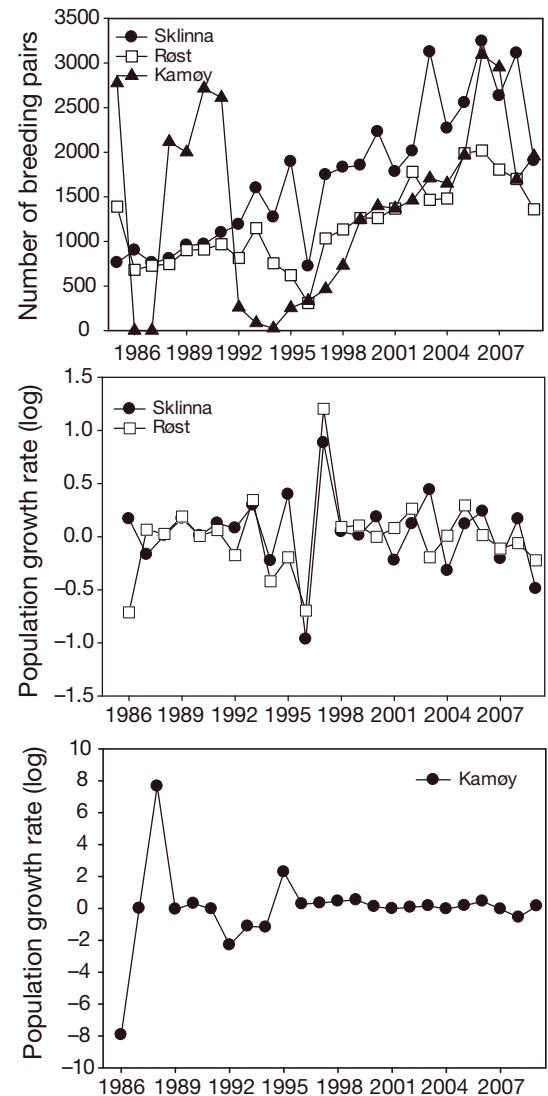 Number of breeding pairs
3500
3000
2500
2000
1500
1000
500
0
Sklinna
Røst
Kamøy
1986 1989 1992 1995 1998 2001 2004 2007
Population growth rate (log)
1.5
1.0
0.5
0.0
−0.5
−1.0
−1.5
Sklinna
Røst
1986 1989 1992 1995 1998 2001 2004 2007
Population growth rate (log)
10
8
6
4
2
0
−2
−4
−6
−8
−10
Kamøy
1986 1989 1992 1995 1998 2001 2004 2007